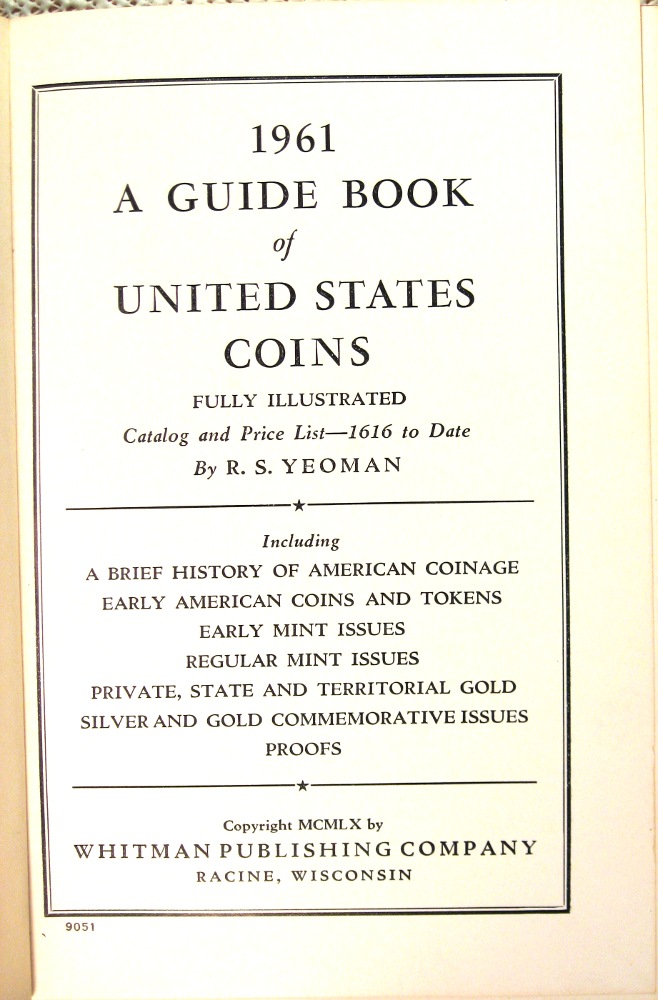 1961
A GUIDE BOOK
of
UNITED STATES
COINS
FULLY ILLUSTRATED
Catalog and Price List—1616 to Date
By R. S. YEOMAN
Including
A BRIEF HISTORY OF AMERICAN COINAGE
EARLY AMERICAN COINS AND TOKENS
EARLY MINT ISSUES
REGULAR MINT ISSUES
PRIVATE, STATE AND TERRITORIAL GOLD
SILVER AND GOLD COMMEMORATIVE ISSUES
PROOFS
Copyright MCMLX by
WHITMAN PUBLISHING COMPANY
RACINE, WISCONSIN
9051